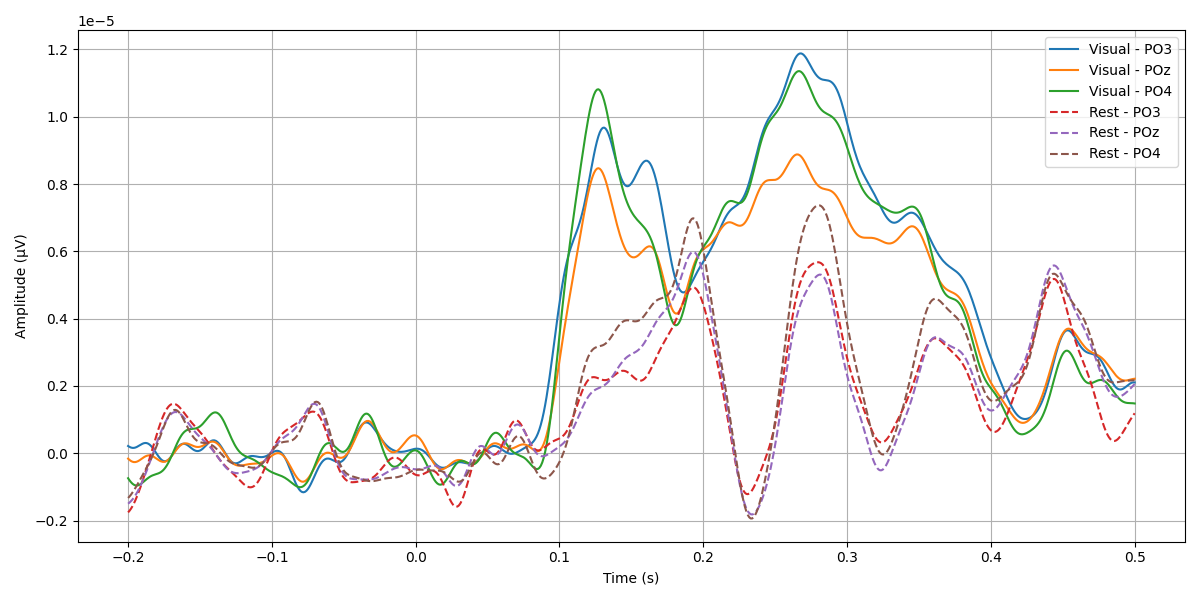 1e−5
1.2
1.0
0.8
0.6
0.4
0.2
0.0
−0.2
Amplitude (µV)
Visual - PO3
Visual - POz
Visual - PO4
Rest - PO3
Rest - POz
Rest - PO4
−0.2 −0.1 0.0 0.1 0.2 0.3 0.4 0.5
Time (s)